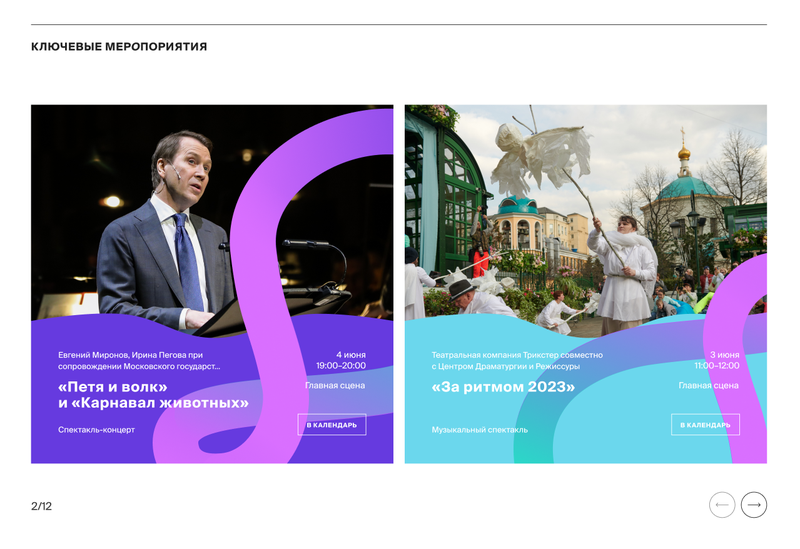 КЛЮЧЕВЫЕ МЕРОПОРИЯТИЯ
Евгений Миронов, Ирина Пегова при
сопровождении Московского государст...
4 июня
19:00–20:00
«Петя и волк»
и «Карнавал животных»
Главная сцена
Спектакль-концерт
В КАЛЕНДАРЬ
Театральная компания Трикстер совместно
с Центром Драматургии и Режиссуры
3 июня
11:00–12:00
«За ритмом 2023»
Главная сцена
Музыкальный спектакль
В КАЛЕНДАРЬ
2/12